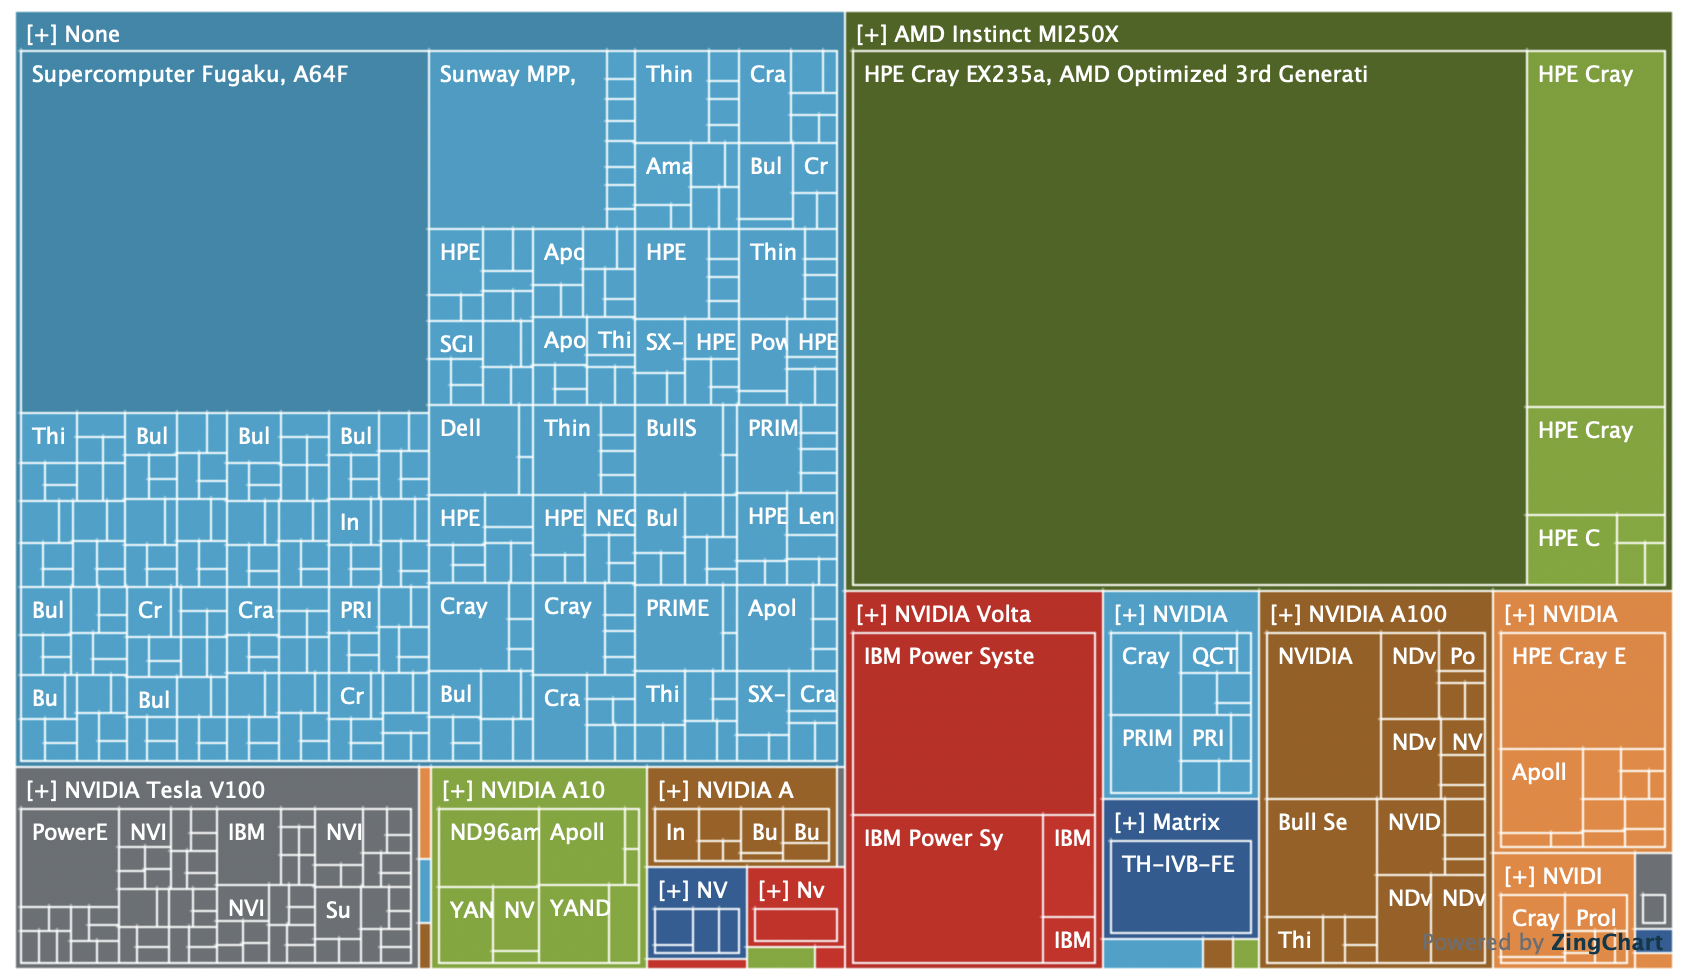 [+] None
Supercomputer Fugaku, A64F
Sunway MPP,
Thin
Cra
Ama
Bul
Cr
HPE
Apo
HPE
Thin
SGI
Apo
Thi
SX-
HPE
Pow
HPE
Dell
Thin
BullS
PRIM
HPE
HPE
NEC
Bul
HPE
Len
Cray
Cray
PRIME
Apol
Bul
Cra
Thi
SX-
Cra
Thi
Bul
Bul
Bul
In
Bul
Cr
Cra
PRI
Bu
Bul
Cr
[+] AMD Instinct MI250X
HPE Cray EX235a, AMD Optimized 3rd Generati
HPE Cray
HPE Cray
HPE C
[+] NVIDIA Tesla V100
PowerE
NVI
IBM
NVI
NVI
Su
[+] NVIDIA A10
ND96am
Apoll
YAN
NV
YAND
[+] NVIDIA A
In
Bu
Bu
[+] NV
[+] Nv
[+] NVIDIA Volta
IBM Power Syste
IBM Power Sy
IBM
IBM
[+] NVIDIA
Cray
QCT
PRIM
PRI
[+] Matrix
TH-IVB-FE
[+] NVIDIA A100
NVIDIA
NDv
Po
NDv
NV
Bull Se
NVID
NDv
NDv
Thi
[+] NVIDIA
HPE Cray E
Apoll
[+] NVIDI
Cray
Prol
Powered by ZingChart